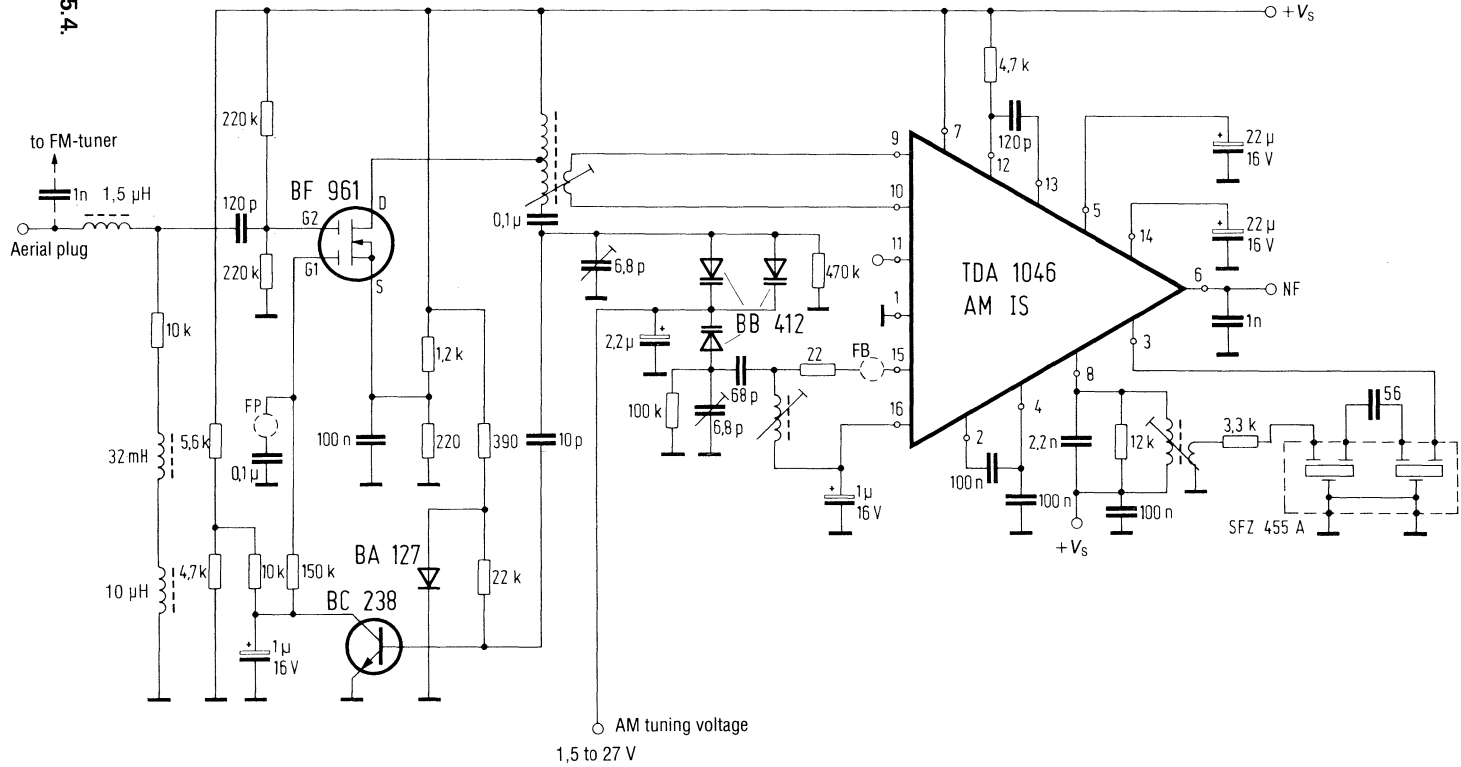 5.4.
+VS
4,7 k
220 k
7
120 p
22 µ
16 V
to FM-tuner
9
12
1n
1,5 µH
BF 961
D
13
120 p
G2
10
5
22 µ
16 V
0,1 µ
14
Aerial plug
220 k
G1
11
6,8 p
470 k
TDA 1046
AM IS
S
6
NF
1
BB 412
10 k
1n
2,2 µ
3
1,2 k
22
FB
15
8
68 p
56
FP
100 k
6,8 p
16
4
3,3 k
5,6 k
100 n
220
390
10 p
2
2,2 n
12 k
32 mH
0,1 µ
100 n
1 µ
16 V
100 n
100 n
SFZ 455 A
+VS
BA 127
4,7 k
10 k
150 k
22 k
10 µH
BC 238
1 µ
16 V
AM tuning voltage
1,5 to 27 V